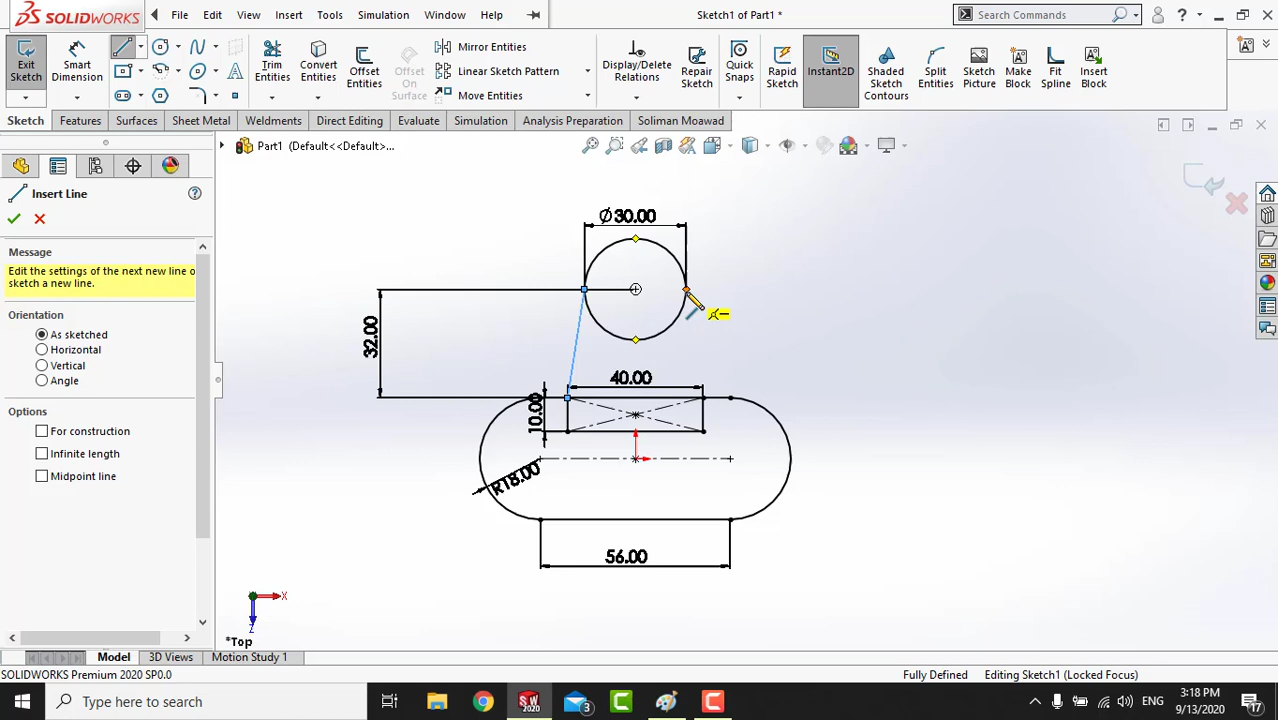 SOLIDWORKS
File
Edit
View
Insert
Tools
Simulation
Window
Help
Sketch1 of Part1 *
Search Commands
?
Exit Sketch
Smart Dimension
Trim Entities
Convert Entities
Offset Entities
Offset On Surface
Mirror Entities
Linear Sketch Pattern
Move Entities
Display/Delete Relations
Repair Sketch
Quick Snaps
Rapid Sketch
Instant2D
Shaded Sketch Contours
Split Entities
Sketch Picture
Make Block
Fit Spline
Insert Block
Sketch
Features
Surfaces
Sheet Metal
Weldments
Direct Editing
Evaluate
Simulation
Analysis Preparation
Soliman Moawad
Part1 (Default<<Default>...
Insert Line
?
Message
Edit the settings of the next new line o
sketch a new line.
Orientation
As sketched
Horizontal
Vertical
Angle
Options
For construction
Infinite length
Midpoint line
Ø30.00
32.00
40.00
10.00
R18.00
56.00
X
Z
*Top
Model
3D Views
Motion Study 1
SOLIDWORKS Premium 2020 SP0.0
Fully Defined
Editing Sketch1 (Locked Focus)
Type here to search
SW
2020
3
C
C
ENG
3:18 PM
9/13/2020
17